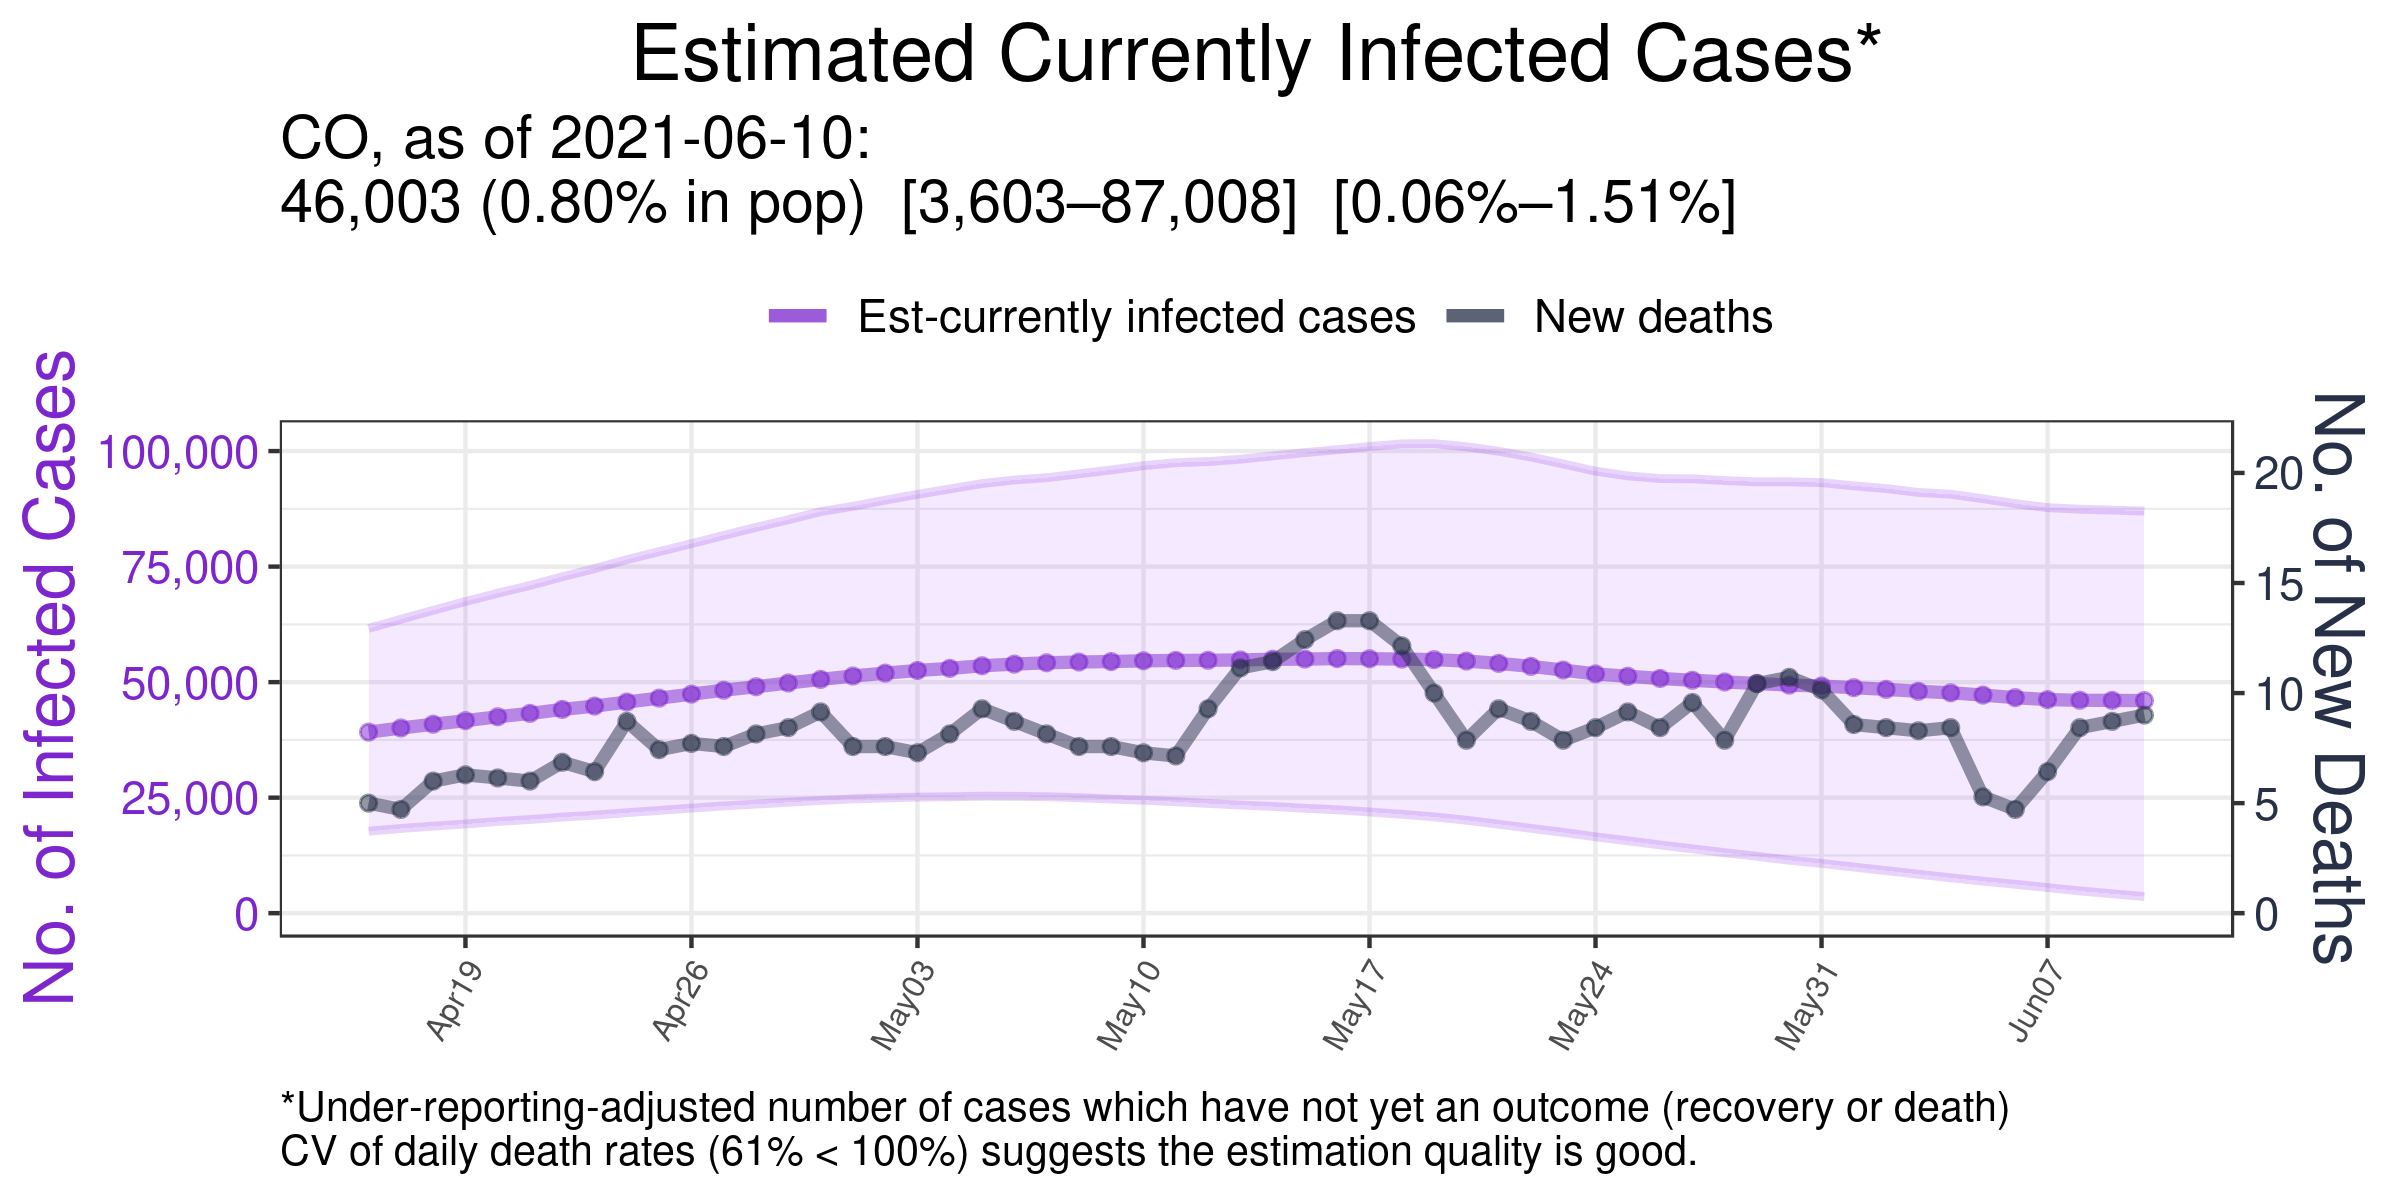 Estimated Currently Infected Cases*
CO, as of 2021-06-10:
46,003 (0.80% in pop)  [3,603–87,008]  [0.06%–1.51%]
Est-currently infected cases
New deaths
No. of Infected Cases
100,000
75,000
50,000
25,000
0
20
15
10
5
0
No. of New Deaths
Apr19
Apr26
May03
May10
May17
May24
May31
Jun07
*Under-reporting-adjusted number of cases which have not yet an outcome (recovery or death)
CV of daily death rates (61% < 100%) suggests the estimation quality is good.